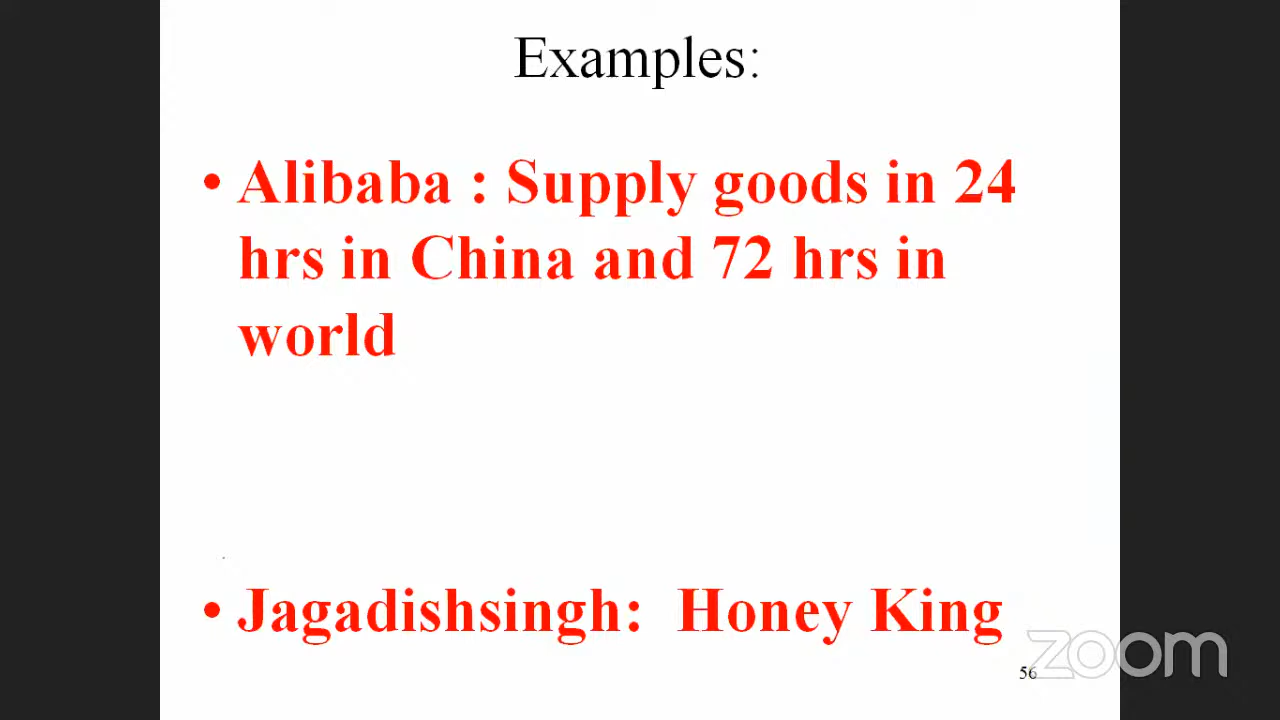 Examples:
• Alibaba : Supply goods in 24
hrs in China and 72 hrs in
world
• Jagadishsingh: Honey King
56
zoom